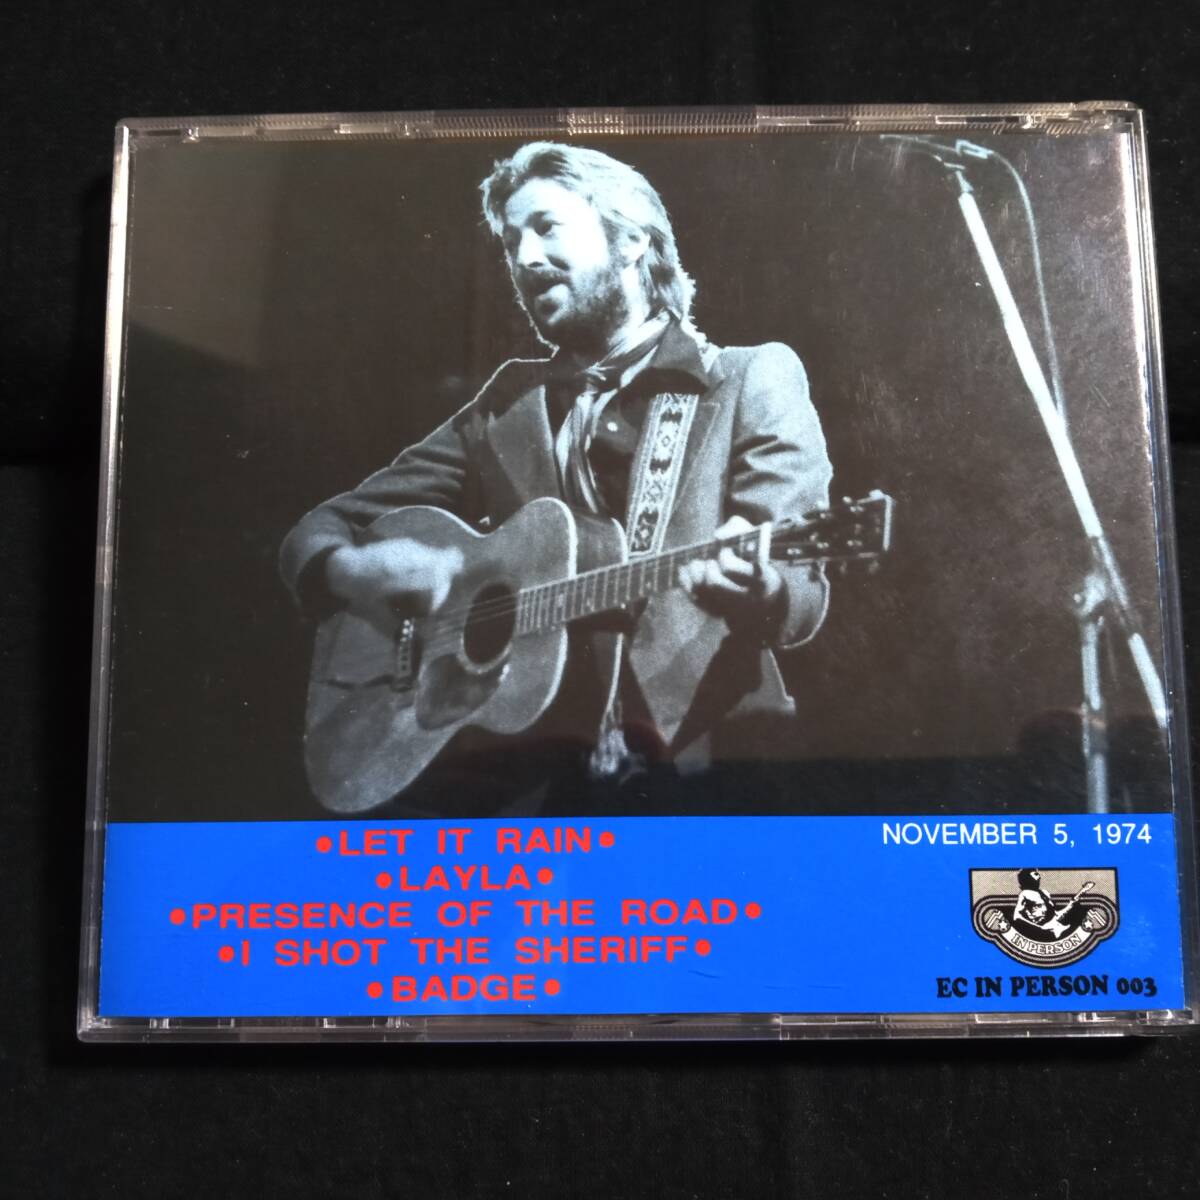 •LET IT RAIN•
•LAYLA•
•PRESENCE OF THE ROAD•
•I SHOT THE SHERIFF•
•BADGE•
NOVEMBER 5, 1974
IN PERSON
EC IN PERSON 003